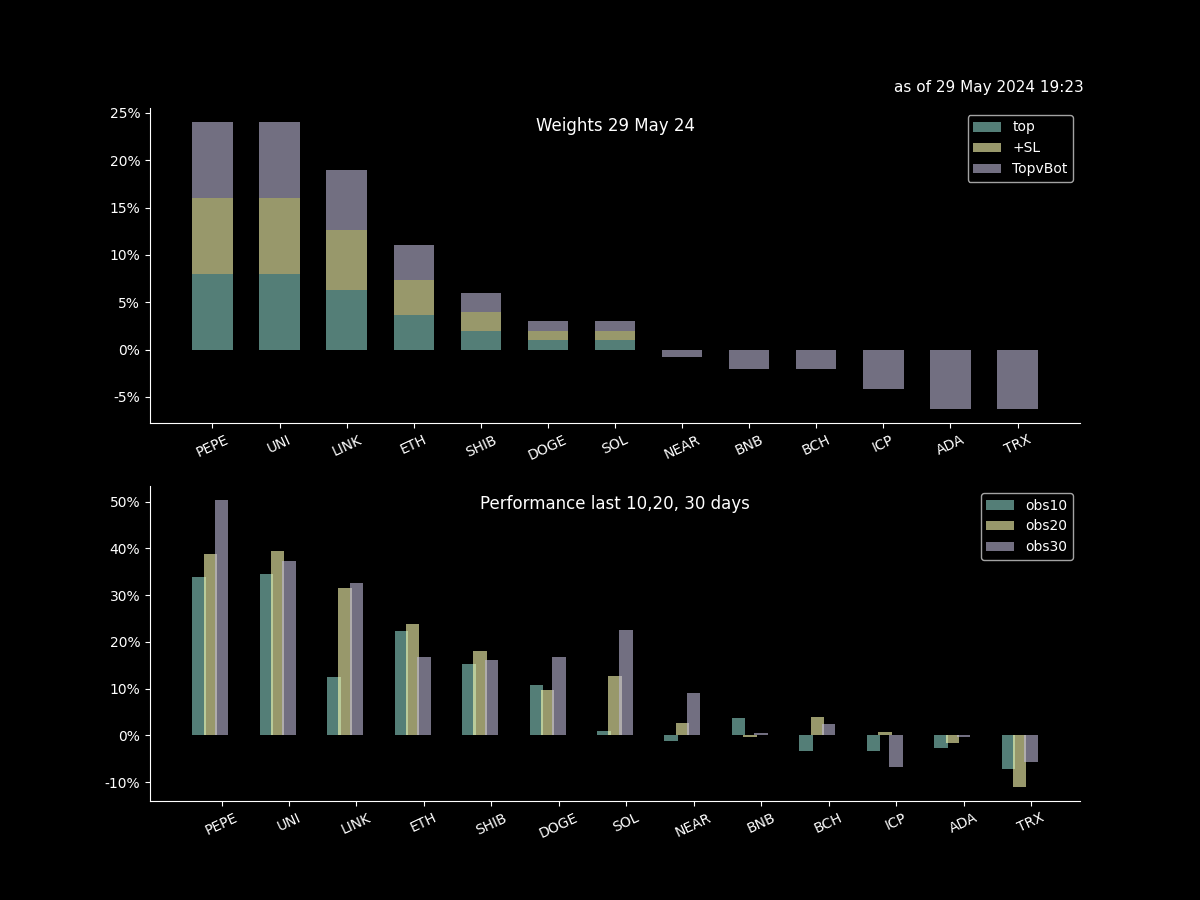 as of 29 May 2024 19:23
Weights 29 May 24
top
+SL
TopvBot
25%
20%
15%
10%
5%
0%
-5%
PEPE UNI LINK ETH SHIB DOGE SOL NEAR BNB BCH ICP ADA TRX
Performance last 10,20, 30 days
obs10
obs20
obs30
50%
40%
30%
20%
10%
0%
-10%
PEPE UNI LINK ETH SHIB DOGE SOL NEAR BNB BCH ICP ADA TRX